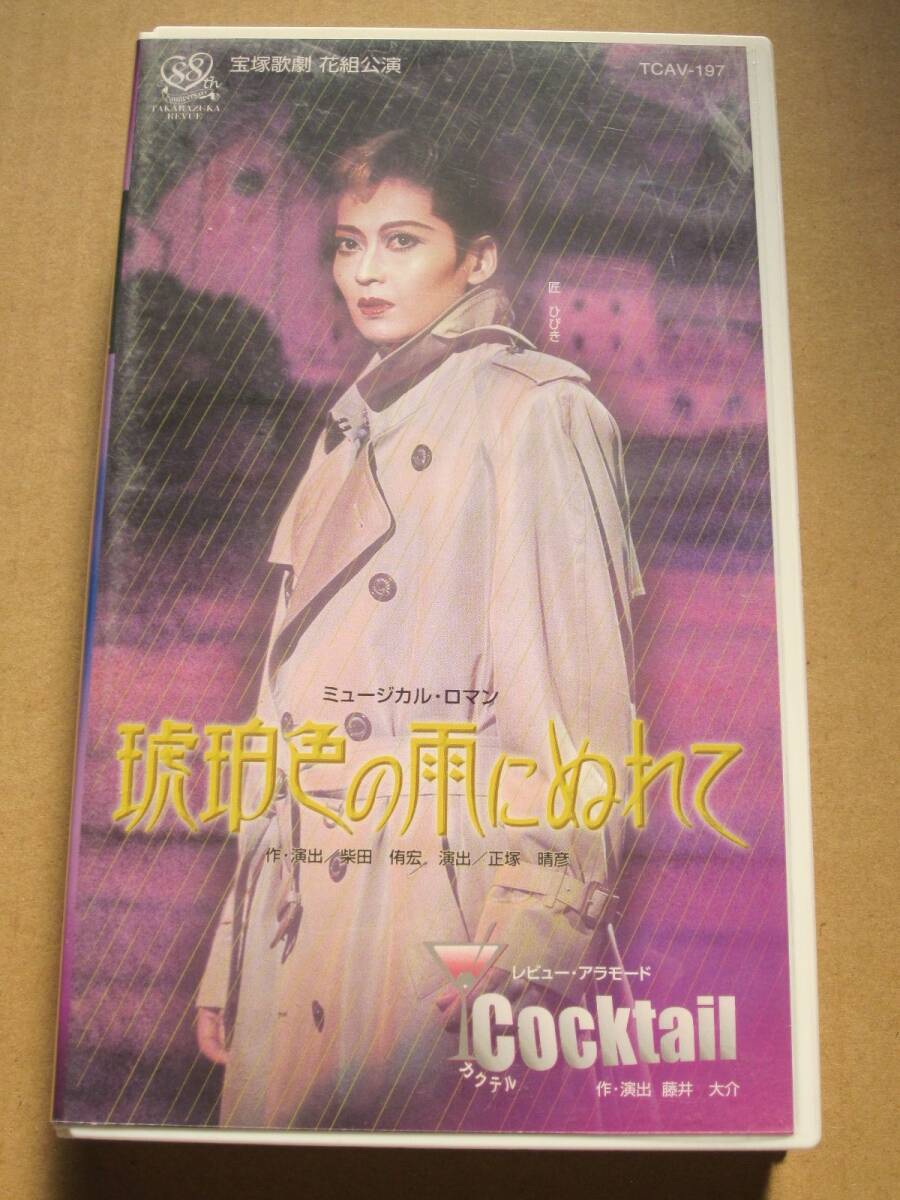 88th
Anniversary
TAKARAZUKA
REVUE
宝塚歌劇 花組公演
TCAV-197
匠 ひびき
ミュージカル・ロマン
琥珀色の雨にぬれて
作・演出／柴田 侑宏 演出／正塚 晴彦
レビュー・アラモード
Cocktail
カクテル
作・演出 藤井 大介